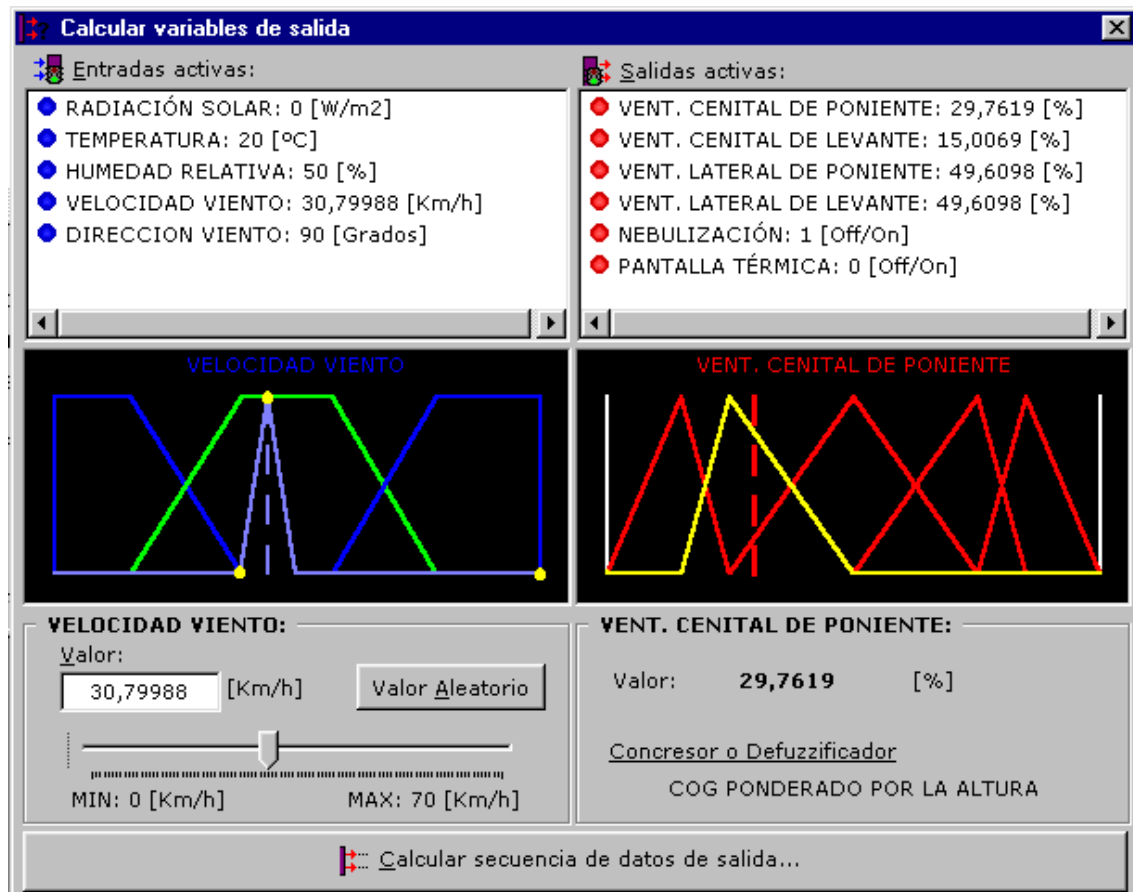 Calcular variables de salida
Entradas activas:
RADIACIÓN SOLAR: 0 [W/m2]
TEMPERATURA: 20 [ºC]
HUMEDAD RELATIVA: 50 [%]
VELOCIDAD VIENTO: 30,79988 [Km/h]
DIRECCION VIENTO: 90 [Grados]
Salidas activas:
VENT. CENITAL DE PONIENTE: 29,7619 [%]
VENT. CENITAL DE LEVANTE: 15,0069 [%]
VENT. LATERAL DE PONIENTE: 49,6098 [%]
VENT. LATERAL DE LEVANTE: 49,6098 [%]
NEBULIZACIÓN: 1 [Off/On]
PANTALLA TÉRMICA: 0 [Off/On]
VELOCIDAD VIENTO
VENT. CENITAL DE PONIENTE
VELOCIDAD VIENTO:
Valor:
30,79988 [Km/h] Valor Aleatorio
MIN: 0 [Km/h] MAX: 70 [Km/h]
VENT. CENITAL DE PONIENTE:
Valor: 29,7619 [%]
Concresor o Defuzzificador
COG PONDERADO POR LA ALTURA
Calcular secuencia de datos de salida...